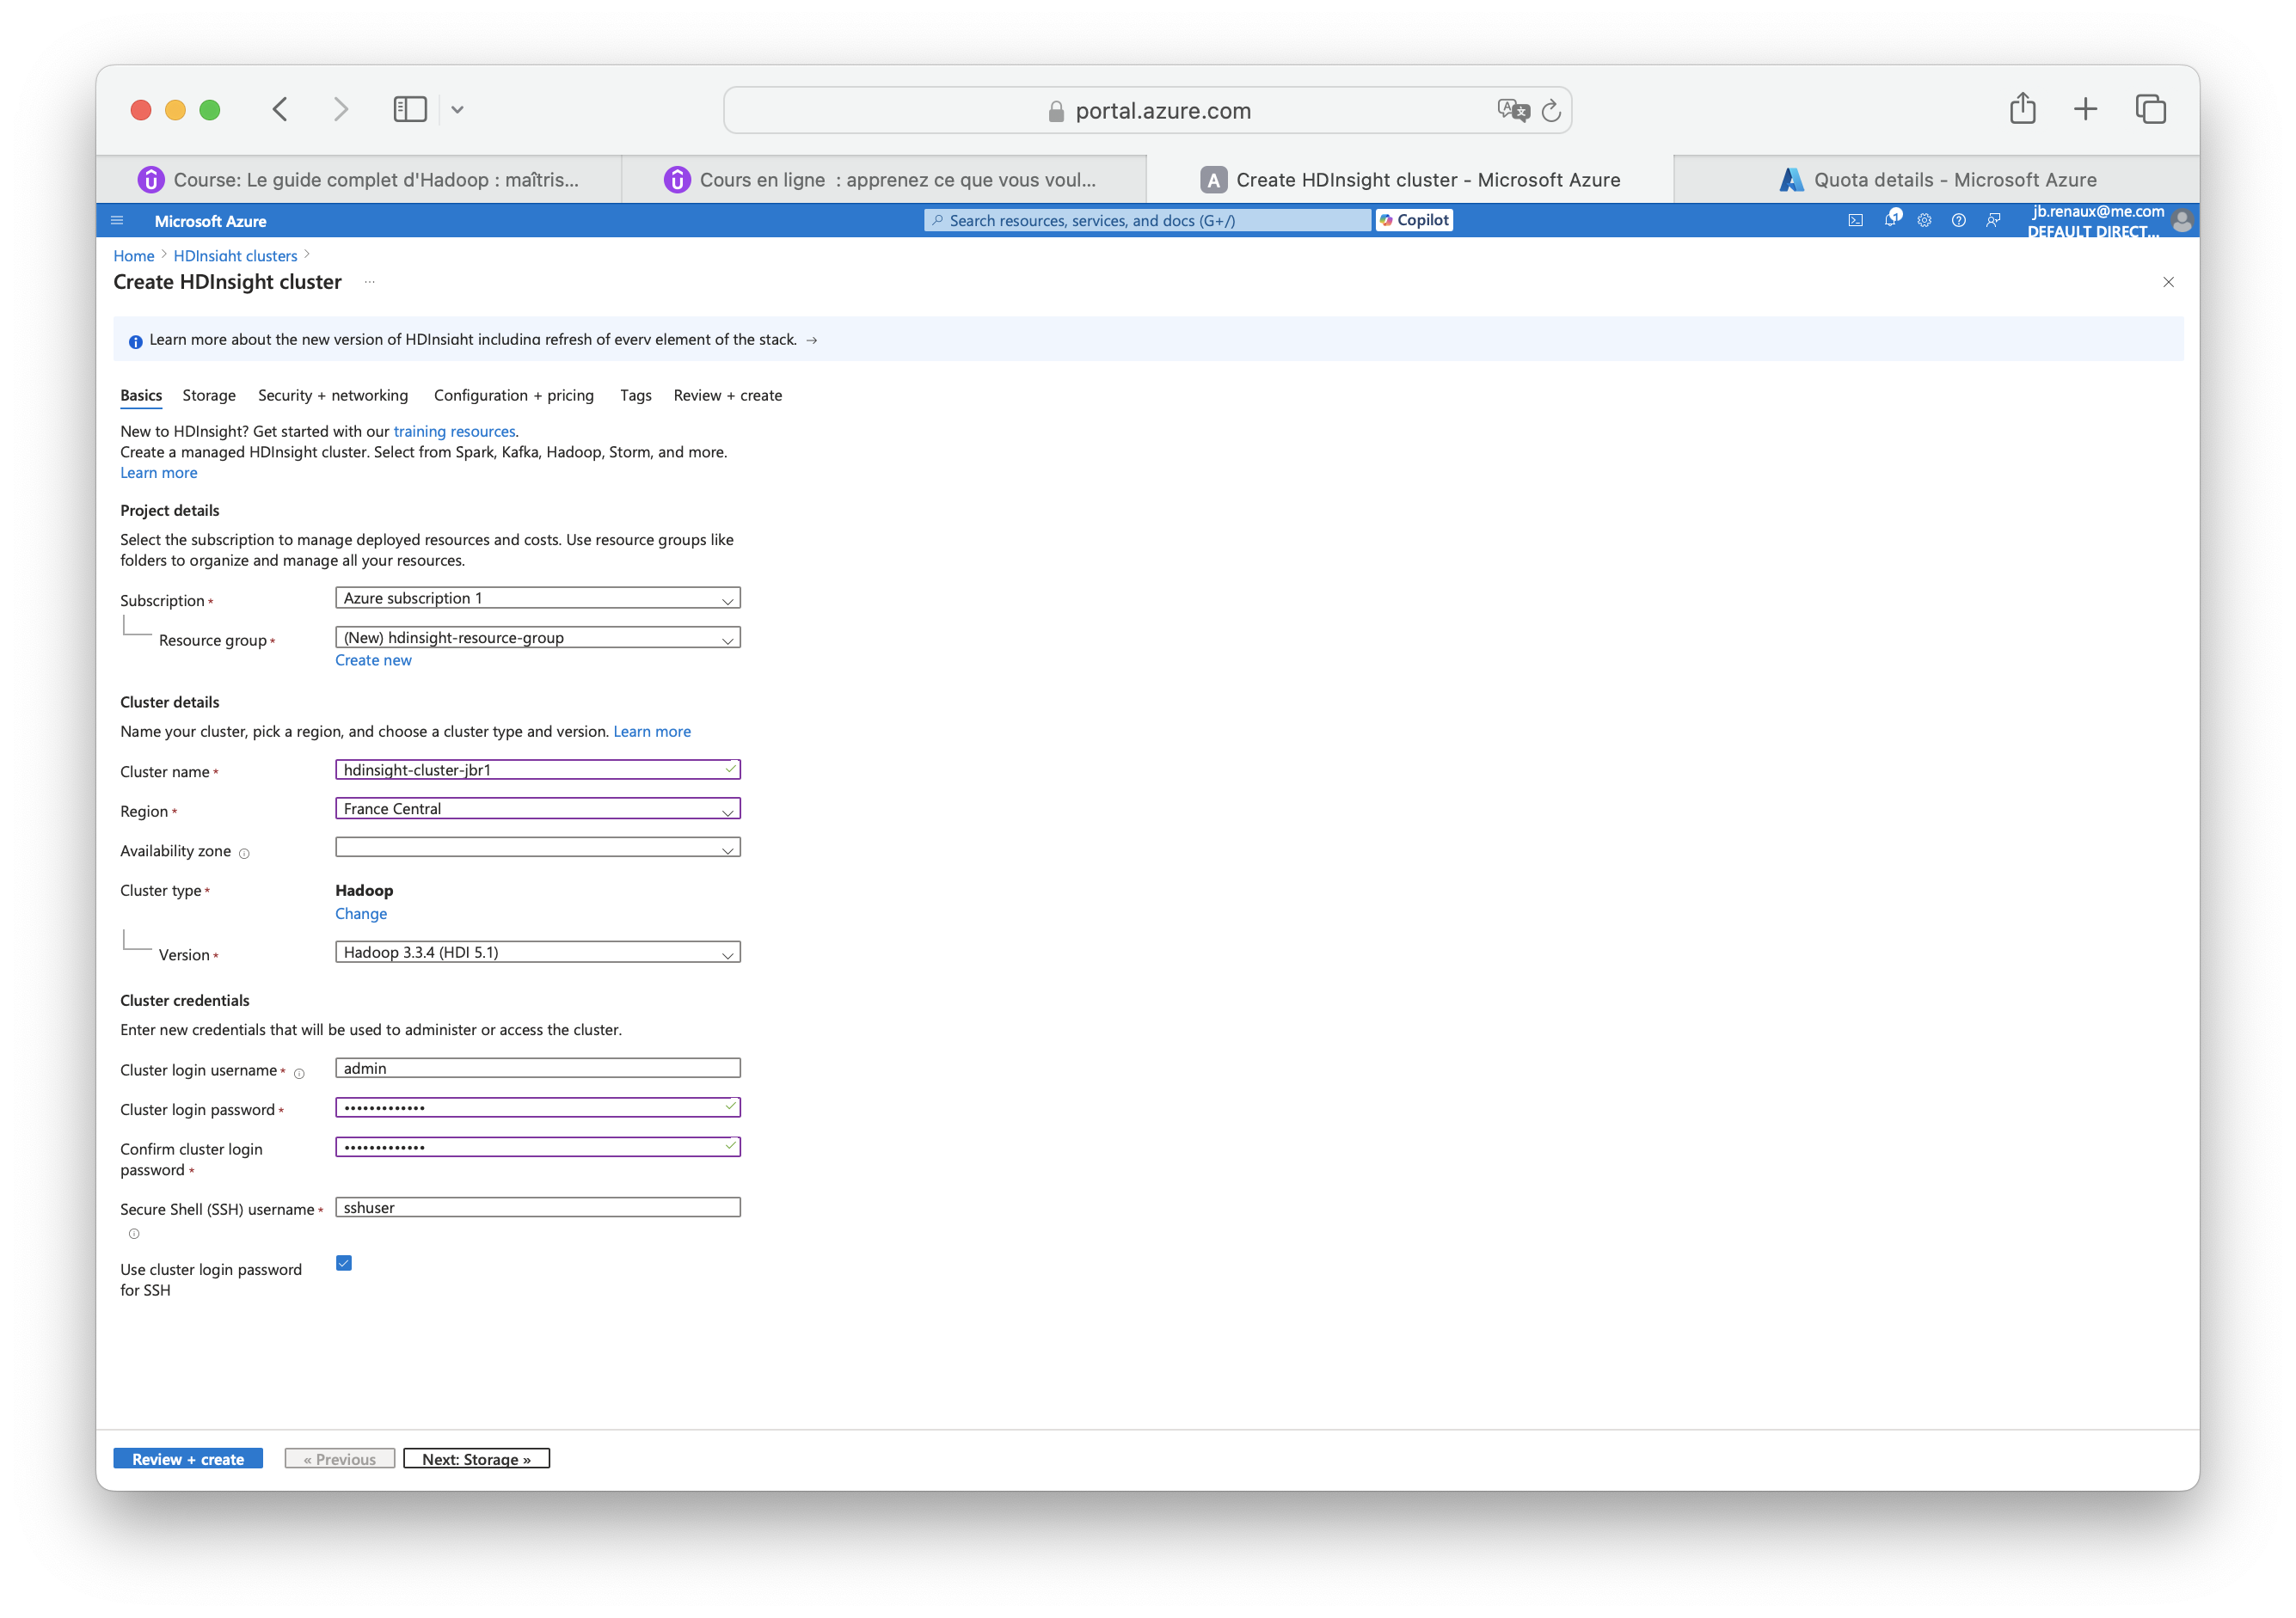 portal.azure.com
Course: Le guide complet d'Hadoop : maîtris...
Cours en ligne : apprenez ce que vous voul...
A Create HDInsight cluster - Microsoft Azure
Quota details - Microsoft Azure
Microsoft Azure
Search resources, services, and docs (G+/)
Copilot
1
jb.renaux@me.com
DEFAULT DIRECT...
Home > HDInsight clusters >
Create HDInsight cluster ...
Learn more about the new version of HDInsight including refresh of every element of the stack. →
Basics Storage Security + networking Configuration + pricing Tags Review + create
New to HDInsight? Get started with our training resources.
Create a managed HDInsight cluster. Select from Spark, Kafka, Hadoop, Storm, and more.
Learn more
Project details
Select the subscription to manage deployed resources and costs. Use resource groups like
folders to organize and manage all your resources.
Subscription * Azure subscription 1
Resource group * (New) hdinsight-resource-group
Create new
Cluster details
Name your cluster, pick a region, and choose a cluster type and version. Learn more
Cluster name * hdinsight-cluster-jbr1
Region * France Central
Availability zone
Cluster type * Hadoop
Change
Version * Hadoop 3.3.4 (HDI 5.1)
Cluster credentials
Enter new credentials that will be used to administer or access the cluster.
Cluster login username * admin
Cluster login password * •••••••••••••
Confirm cluster login
password * •••••••••••••
Secure Shell (SSH) username * sshuser
Use cluster login password
for SSH
Review + create « Previous Next: Storage »